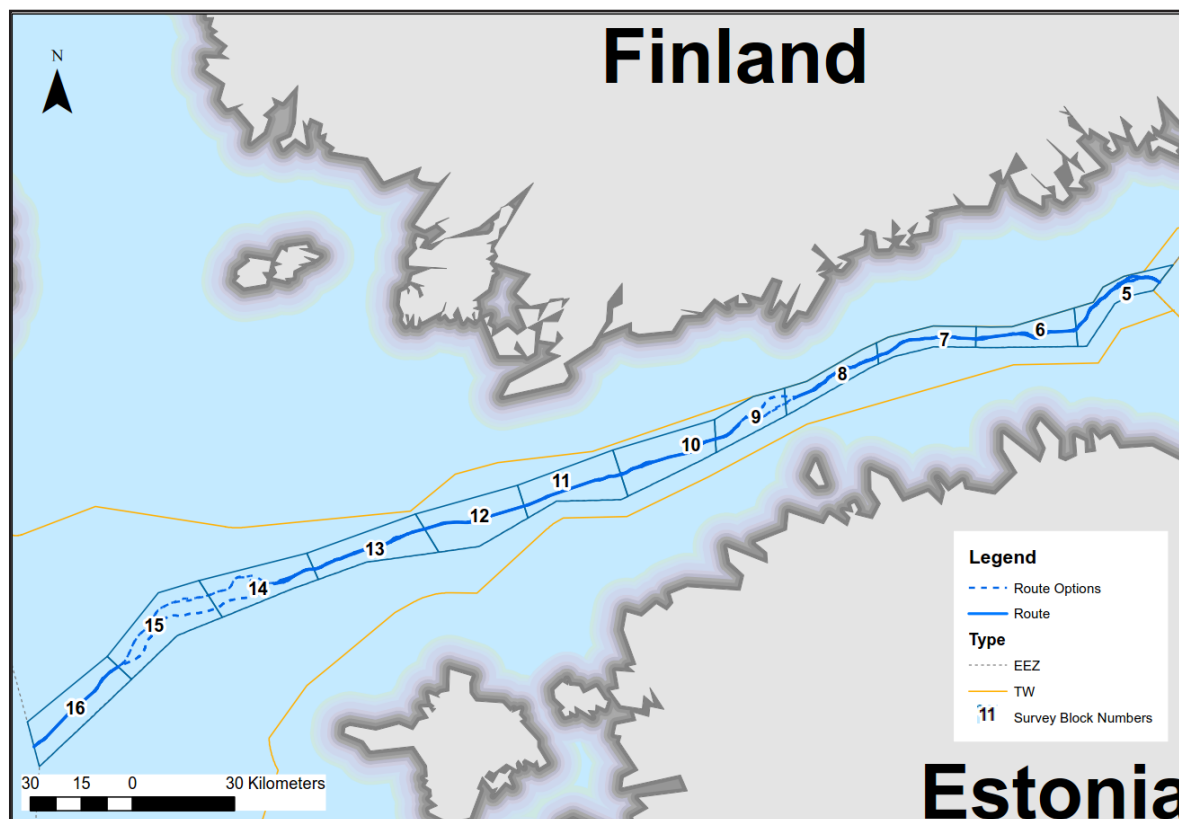 Finland
N
5
6
7
8
9
10
11
12
13
14
15
16
Legend
Route Options
Route
Type
EEZ
TW
11 Survey Block Numbers
30 15 0 30 Kilometers
Estonia